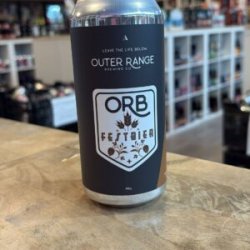 LEAVE THE LIFE BELOW
OUTER RANGE
BREWING CO.
ORB
FESTBIER